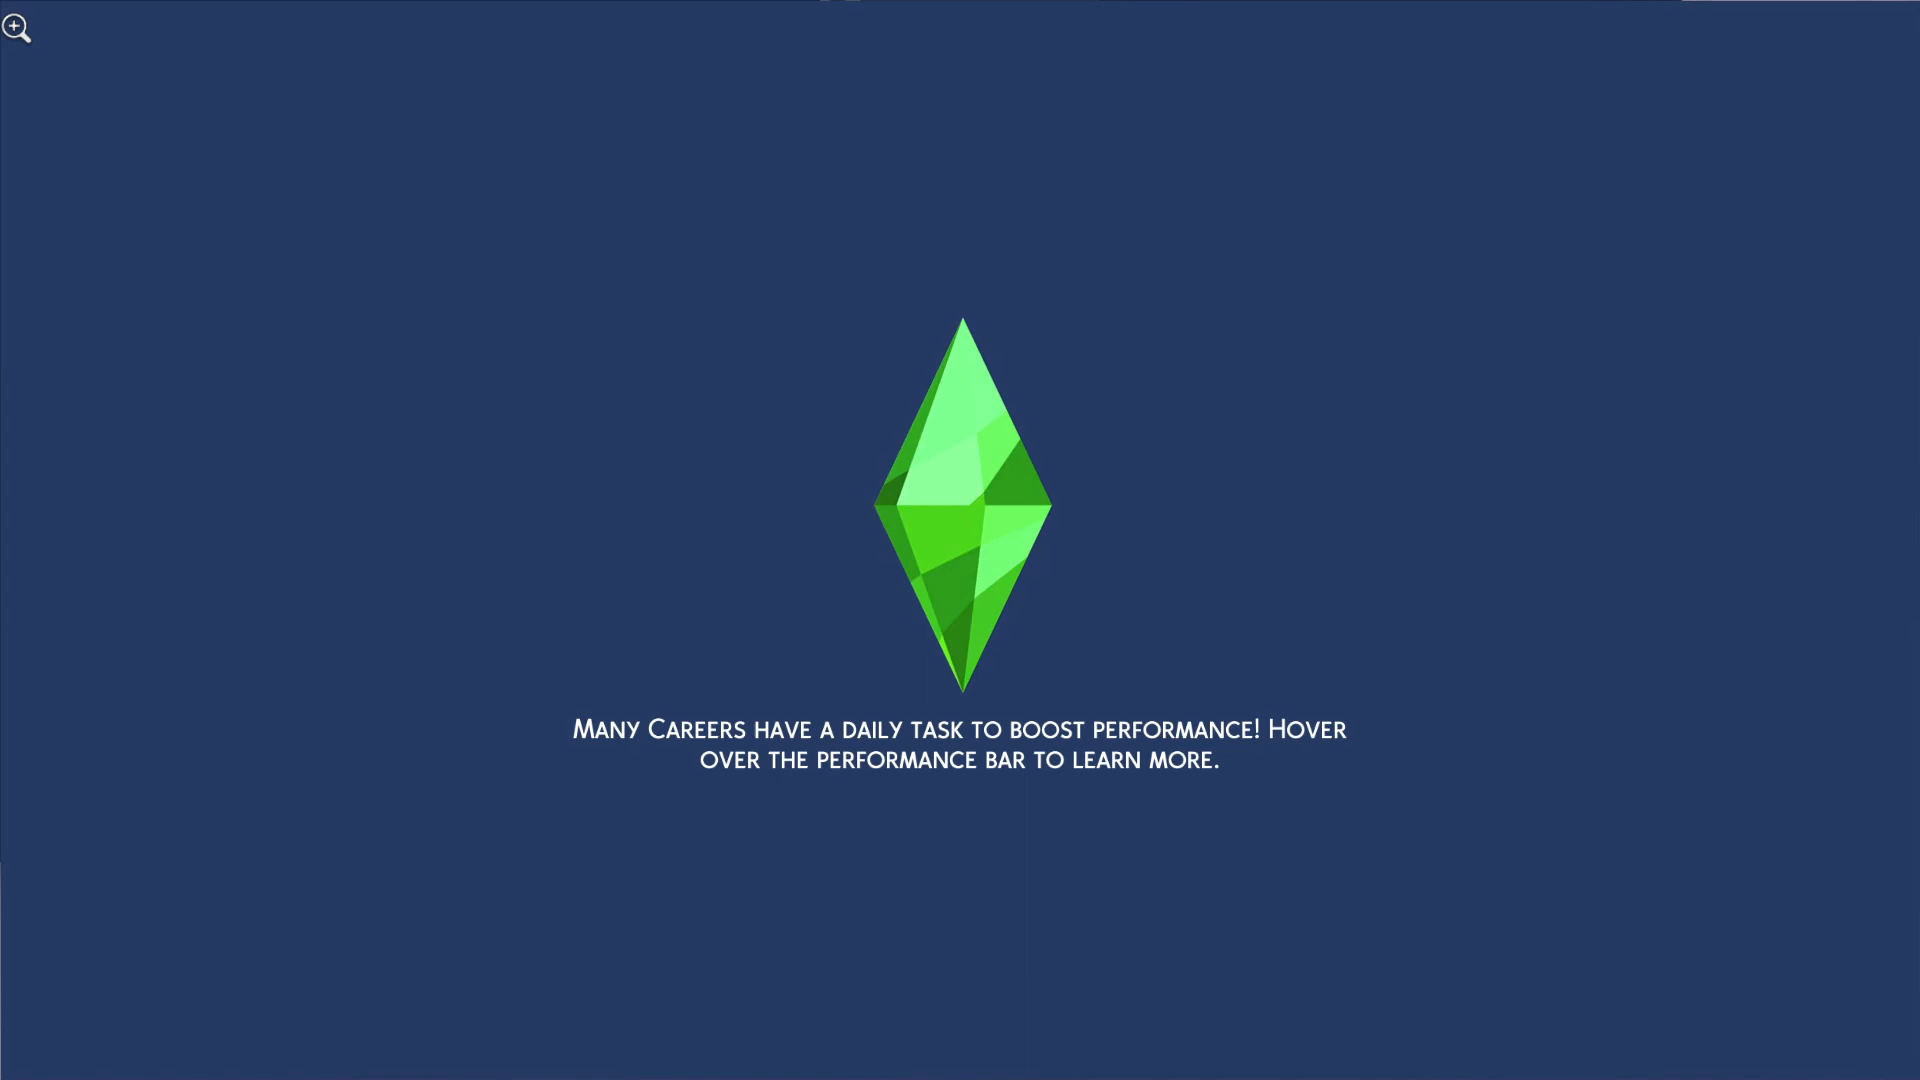 Many Careers have a daily task to boost performance! Hover
over the performance bar to learn more.